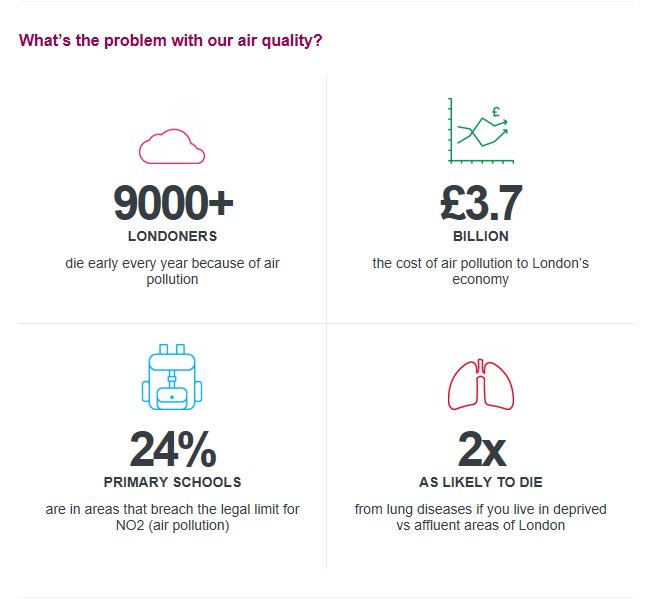 What's the problem with our air quality?
9000+
LONDONERS
die early every year because of air
pollution
£
£3.7
BILLION
the cost of air pollution to London's
economy
24%
PRIMARY SCHOOLS
are in areas that breach the legal limit for
NO2 (air pollution)
2x
AS LIKELY TO DIE
from lung diseases if you live in deprived
vs affluent areas of London